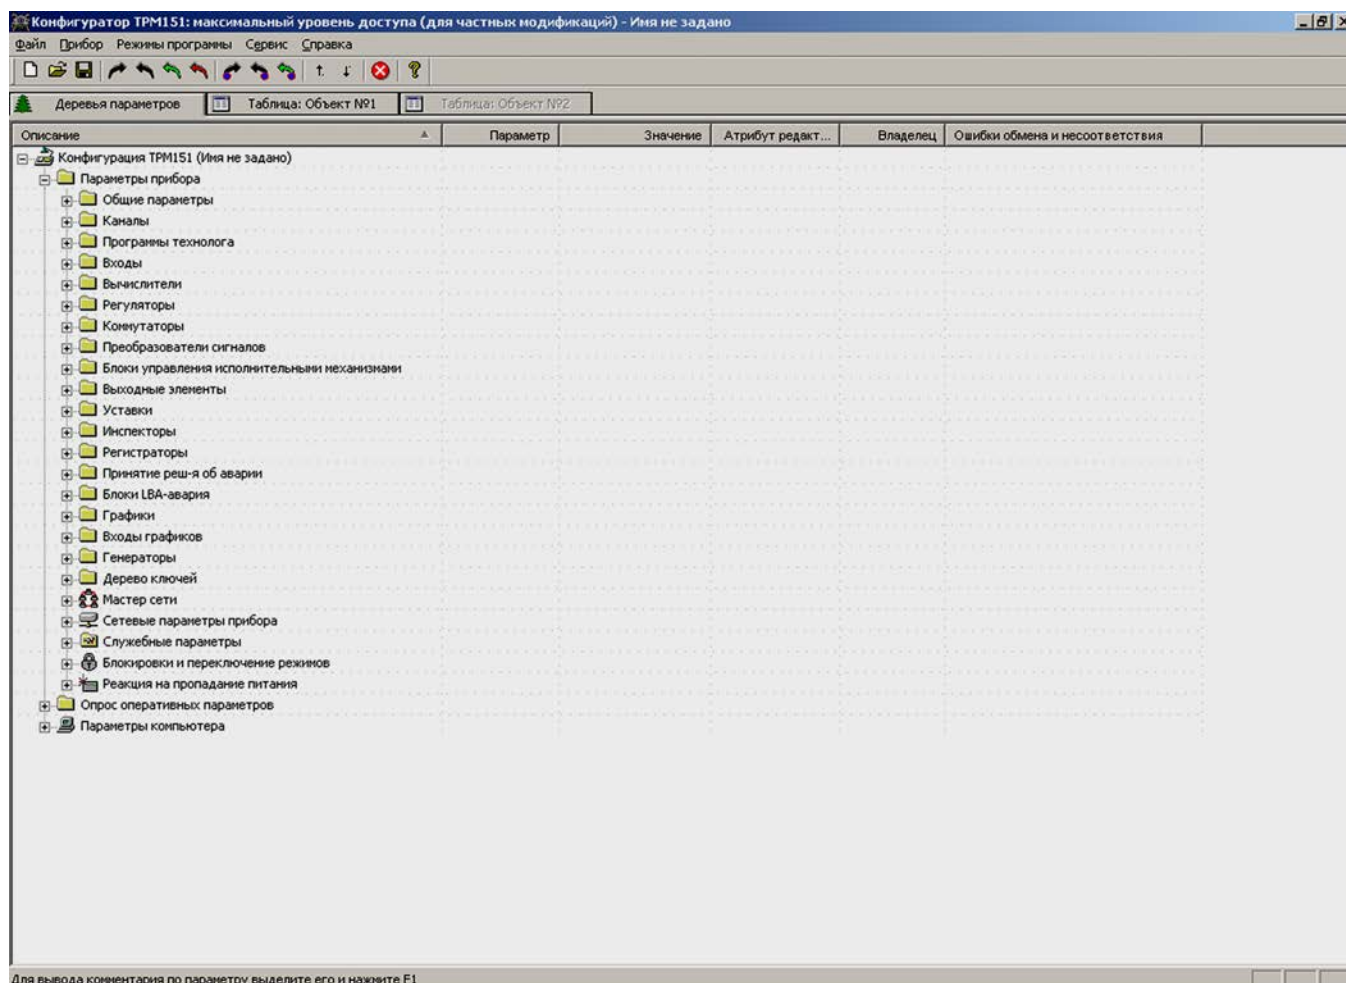 Конфигуратор ТРМ151: максимальный уровень доступа (для частных модификаций) - Имя не задано
Файл Прибор Режимы программы Сервис Справка
Деревья параметров Таблица: Объект №1 Таблица: Объект №2
Описание Параметр Значение Атрибут редакт... Владелец Ошибки обмена и несоответствия
Конфигурация ТРМ151 (Имя не задано)
Параметры прибора
Общие параметры
Каналы
Программы технолога
Входы
Вычислители
Регуляторы
Коммутаторы
Преобразователи сигналов
Блоки управления исполнительными механизмами
Выходные элементы
Уставки
Инспекторы
Регистраторы
Принятие реш-я об аварии
Блоки LBA-авария
Графики
Входы графиков
Генераторы
Дерево ключей
Мастер сети
Сетевые параметры прибора
Служебные параметры
Блокировки и переключение режимов
Реакция на пропадание питания
Опрос оперативных параметров
Параметры компьютера
Для вывода комментария по параметру выделите его и нажмите F1